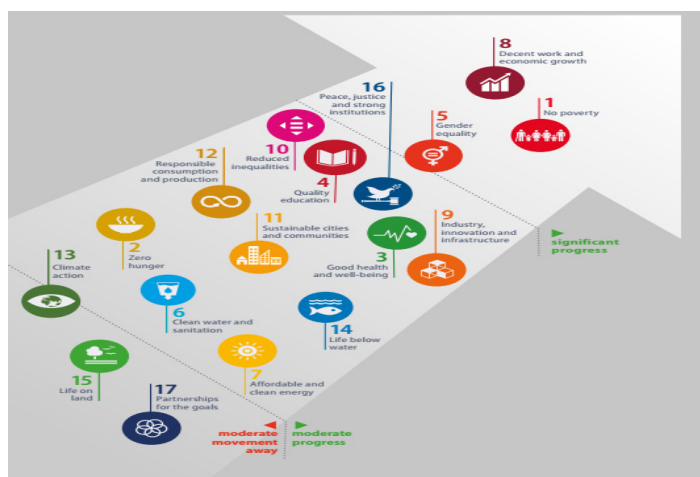 8
Decent work and
economic growth
16
Peace, justice
and strong
institutions
1
No poverty
5
Gender
equality
12
Responsible
consumption
and production
10
Reduced
inequalities
4
Quality
education
11
Sustainable cities
and communities
9
Industry,
innovation and
infrastructure
2
Zero
hunger
13
Climate
action
3
Good health
and well-being
significant
progress
6
Clean water and
sanitation
14
Life below
water
15
Life on
land
7
Affordable and
clean energy
17
Partnerships
for the goals
moderate
movement
away
moderate
progress